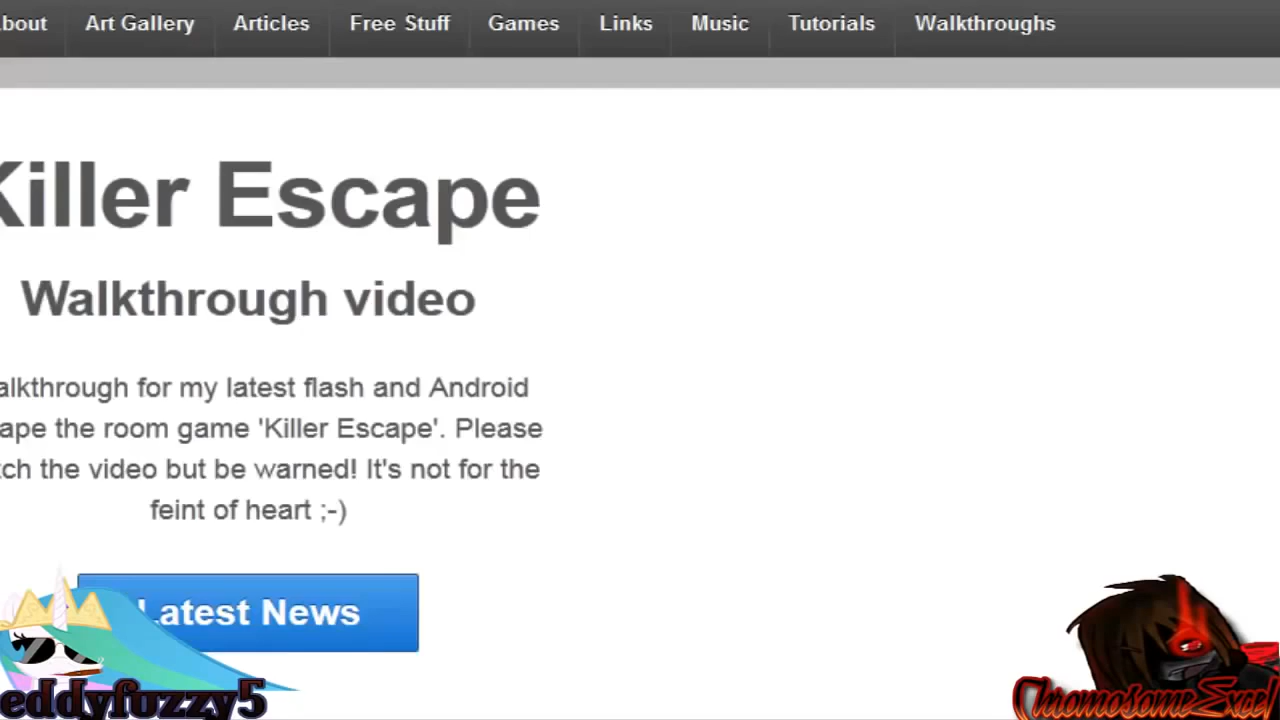 bout Art Gallery Articles Free Stuff Games Links Music Tutorials Walkthroughs
Killer Escape
Walkthrough video
alkthrough for my latest flash and Android
ape the room game 'Killer Escape'. Please
tch the video but be warned! It's not for the
feint of heart ;-)
Latest News
eddyfuzzy5
ChromosomeExcel